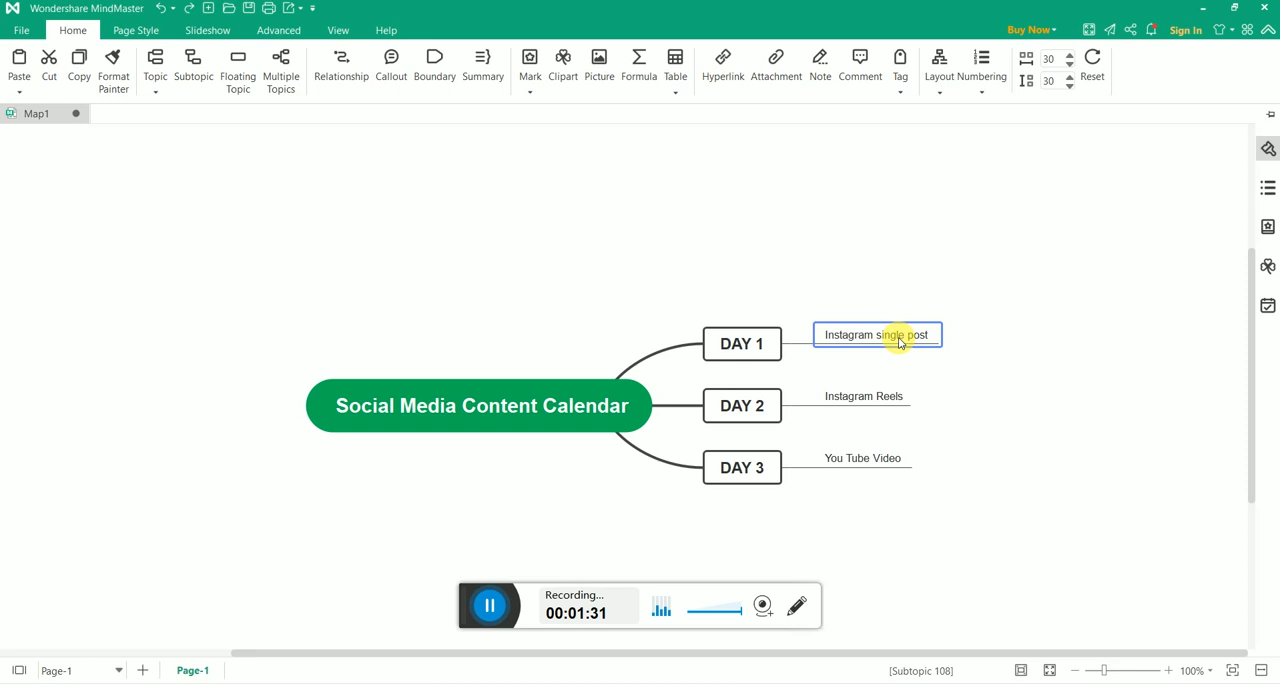 Wondershare MindMaster
File Home Page Style Slideshow Advanced View Help Buy Now Sign In
Paste Cut Copy Format Painter Topic Subtopic Floating Topic Multiple Topics Relationship Callout Boundary Summary Mark Clipart Picture Formula Table Hyperlink Attachment Note Comment Tag Layout Numbering 30 30 Reset
Map1
DAY 1 Instagram single post
Social Media Content Calendar DAY 2 Instagram Reels
DAY 3 You Tube Video
Recording...
00:01:31
Page-1 Page-1 [Subtopic 108] 100%